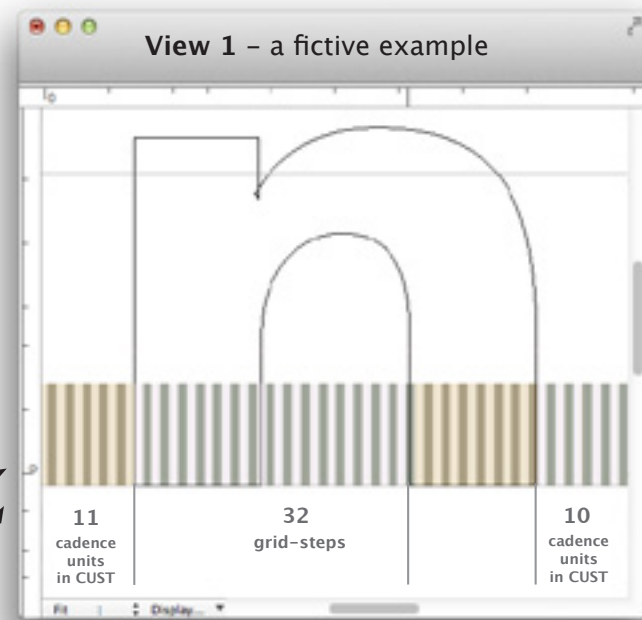 View 1 – a fictive example
11
cadence
units
in CUST
32
grid-steps
10
cadence
units
in CUST
Fit
Display...